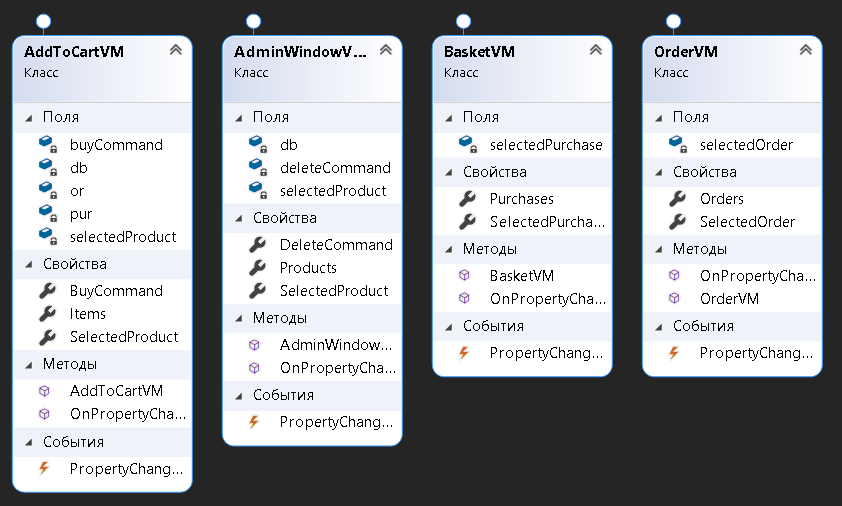 AddToCartVM
Класс
Поля
buyCommand
db
or
pur
selectedProduct
Свойства
BuyCommand
Items
SelectedProduct
Методы
AddToCartVM
OnPropertyCha...
События
PropertyChang...
AdminWindowV...
Класс
Поля
db
deleteCommand
selectedProduct
Свойства
DeleteCommand
Products
SelectedProduct
Методы
AdminWindow...
OnPropertyCha...
События
PropertyChang...
BasketVM
Класс
Поля
selectedPurchase
Свойства
Purchases
SelectedPurcha...
Методы
BasketVM
OnPropertyCha...
События
PropertyChang...
OrderVM
Класс
Поля
selectedOrder
Свойства
Orders
SelectedOrder
Методы
OnPropertyCha...
OrderVM
События
PropertyChang...